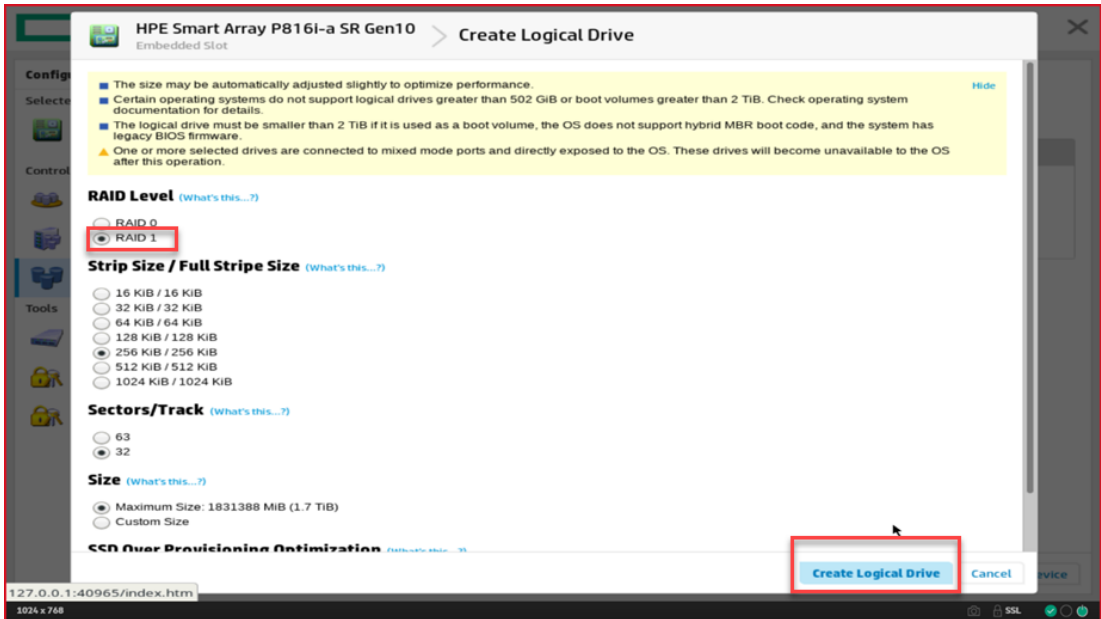 HPE Smart Array P816i-a SR Gen10
Embedded Slot
Create Logical Drive
Selecte
Control
Tools
The size may be automatically adjusted slightly to optimize performance.
Hide
Certain operating systems do not support logical drives greater than 502 GiB or boot volumes greater than 2 TiB. Check operating system
documentation for details.
The logical drive must be smaller than 2 TiB if it is used as a boot volume, the OS does not support hybrid MBR boot code, and the system has
legacy BIOS firmware.
One or more selected drives are connected to mixed mode ports and directly exposed to the OS. These drives will become unavailable to the OS
after this operation.
RAID Level (What's this...?)
RAID 0
RAID 1
Strip Size / Full Stripe Size (What's this...?)
16 KiB / 16 KiB
32 KiB / 32 KiB
64 KiB / 64 KiB
128 KiB / 128 KiB
256 KiB / 256 KiB
512 KiB / 512 KiB
1024 KiB / 1024 KiB
Sectors/Track (What's this...?)
63
32
Size (What's this...?)
Maximum Size: 1831388 MiB (1.7 TiB)
Custom Size
SSD Over Provisioning Optimization (What's this...?)
Create Logical Drive
Cancel
evice
127.0.0.1:40965/index.htm
1024 x 768
SSL